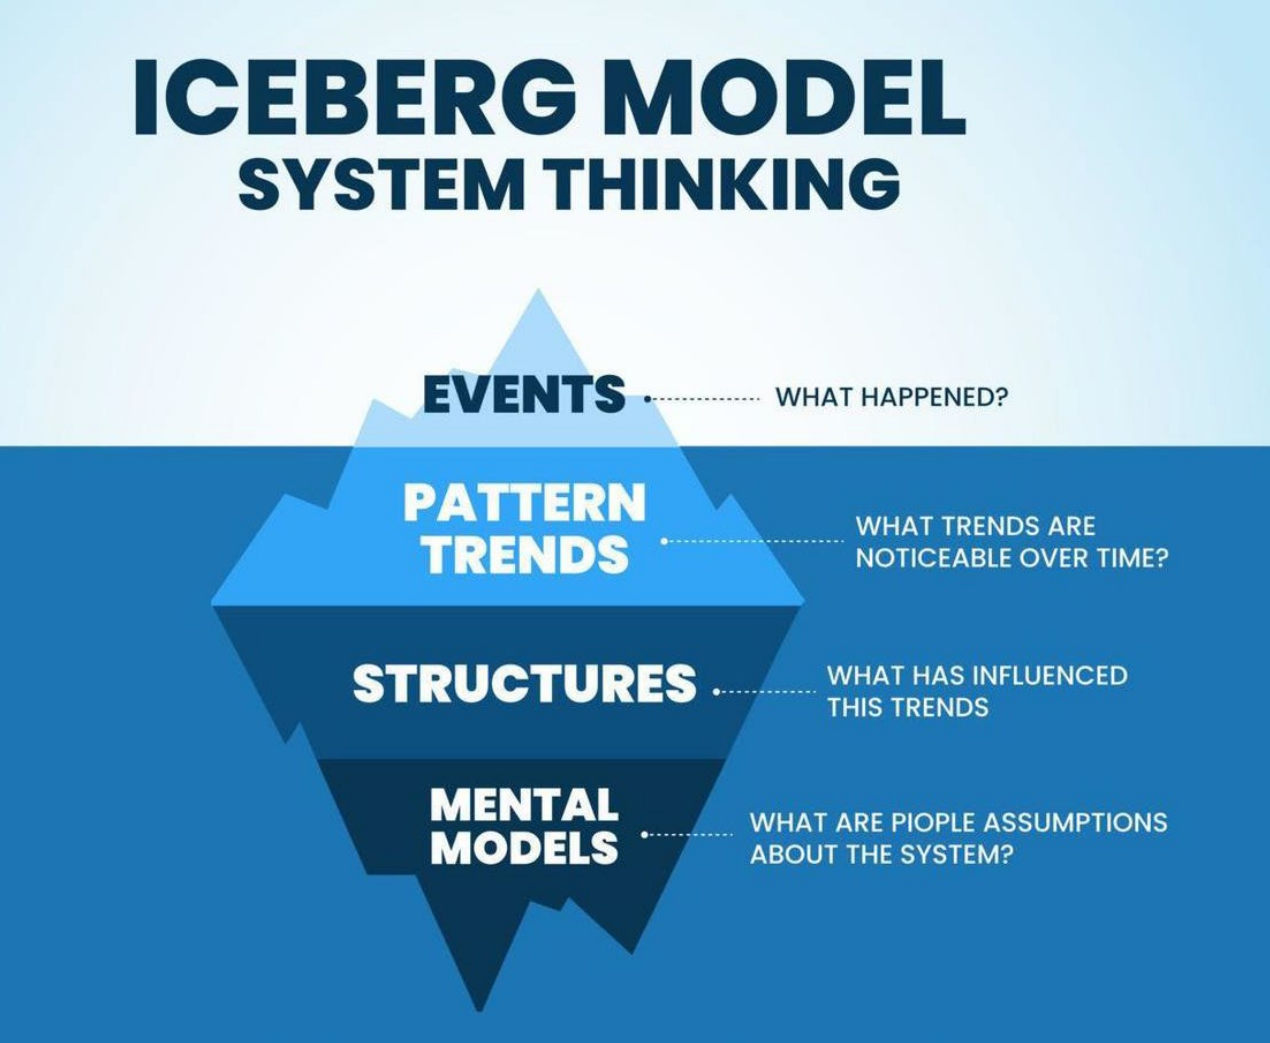 ICEBERG MODEL
SYSTEM THINKING
EVENTS
WHAT HAPPENED?
PATTERN
TRENDS
WHAT TRENDS ARE
NOTICEABLE OVER TIME?
STRUCTURES
WHAT HAS INFLUENCED
THIS TRENDS
MENTAL
MODELS
WHAT ARE PIOPLE ASSUMPTIONS
ABOUT THE SYSTEM?